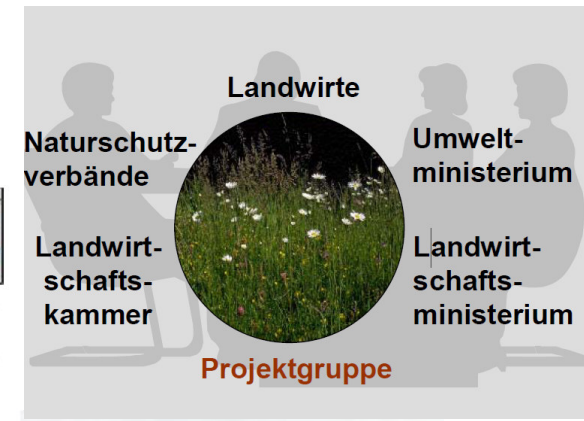 Landwirte
Naturschutz-
verbände
Umwelt-
ministerium
Landwirt-
schafts-
kammer
Landwirt-
schafts-
ministerium
Projektgruppe